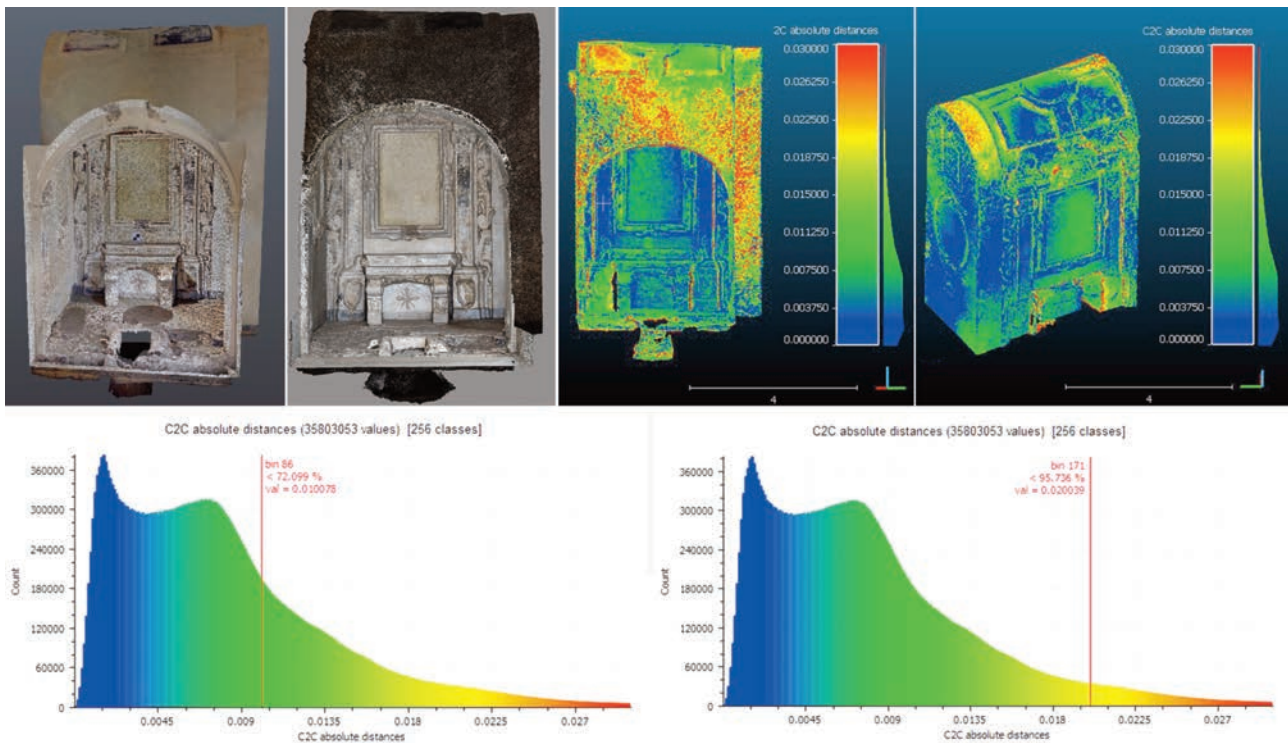 2C absolute distances
0.030000
0.026250
0.022500
0.018750
0.015000
0.011250
0.007500
0.003750
0.000000
4
C2C absolute distances
0.030000
0.026250
0.022500
0.018750
0.015000
0.011250
0.007500
0.003750
0.000000
4
C2C absolute distances (35803053 values) [256 classes]
bin 86
< 72.099 %
val = 0.010078
Count
360000
300000
240000
180000
120000
60000
0
0.0045 0.009 0.0135 0.018 0.0225 0.027
C2C absolute distances
C2C absolute distances (35803053 values) [256 classes]
bin 171
< 95.736 %
val = 0.020039
Count
360000
300000
240000
180000
120000
60000
0
0.0045 0.009 0.0135 0.018 0.0225 0.027
C2C absolute distances